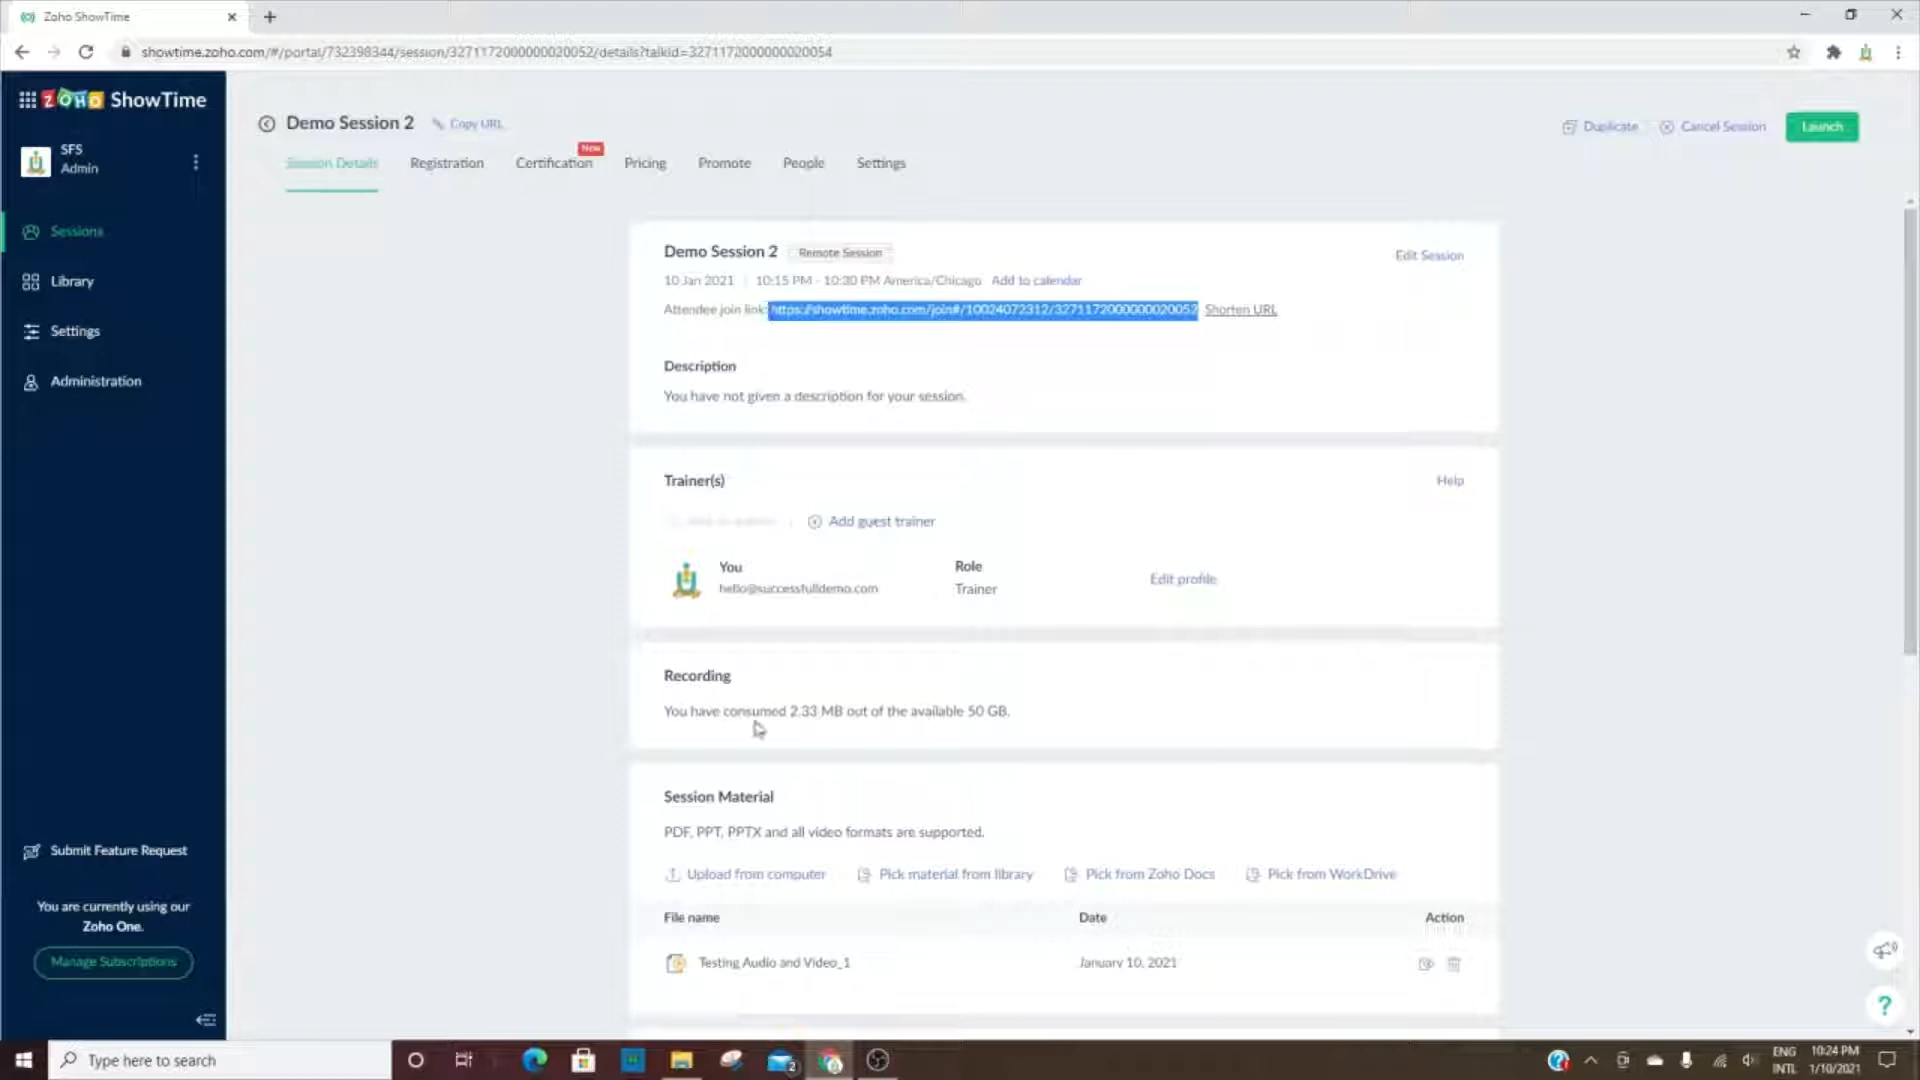 Zoho ShowTime
showtime.zoho.com/#/portal/732398344/session/3271172000000020052/details?talkid=3271172000000020054
ZOHO ShowTime
SFS
Admin
Sessions
Library
Settings
Administration
Submit Feature Request
You are currently using our
Zoho One.
Manage Subscriptions
Demo Session 2 Copy URL
Duplicate Cancel Session Launch
Session Details Registration Certification New Pricing Promote People Settings
Demo Session 2 Remote Session Edit Session
10 Jan 2021 | 10:15 PM - 10:30 PM America/Chicago Add to calendar
Attendee join link: https://showtime.zoho.com/join#/10024072312/3271172000000020052 Shorten URL
Description
You have not given a description for your session.
Trainer(s) Help
Add guest trainer
You Role
hello@successfulldemo.com Trainer Edit profile
Recording
You have consumed 2.33 MB out of the available 50 GB.
Session Material
PDF, PPT, PPTX and all video formats are supported.
Upload from computer Pick material from library Pick from Zoho Docs Pick from WorkDrive
File name Date Action
Testing Audio and Video_1 January 10, 2021
?
Type here to search
2
ENG 10:24 PM
INTL 1/10/2021